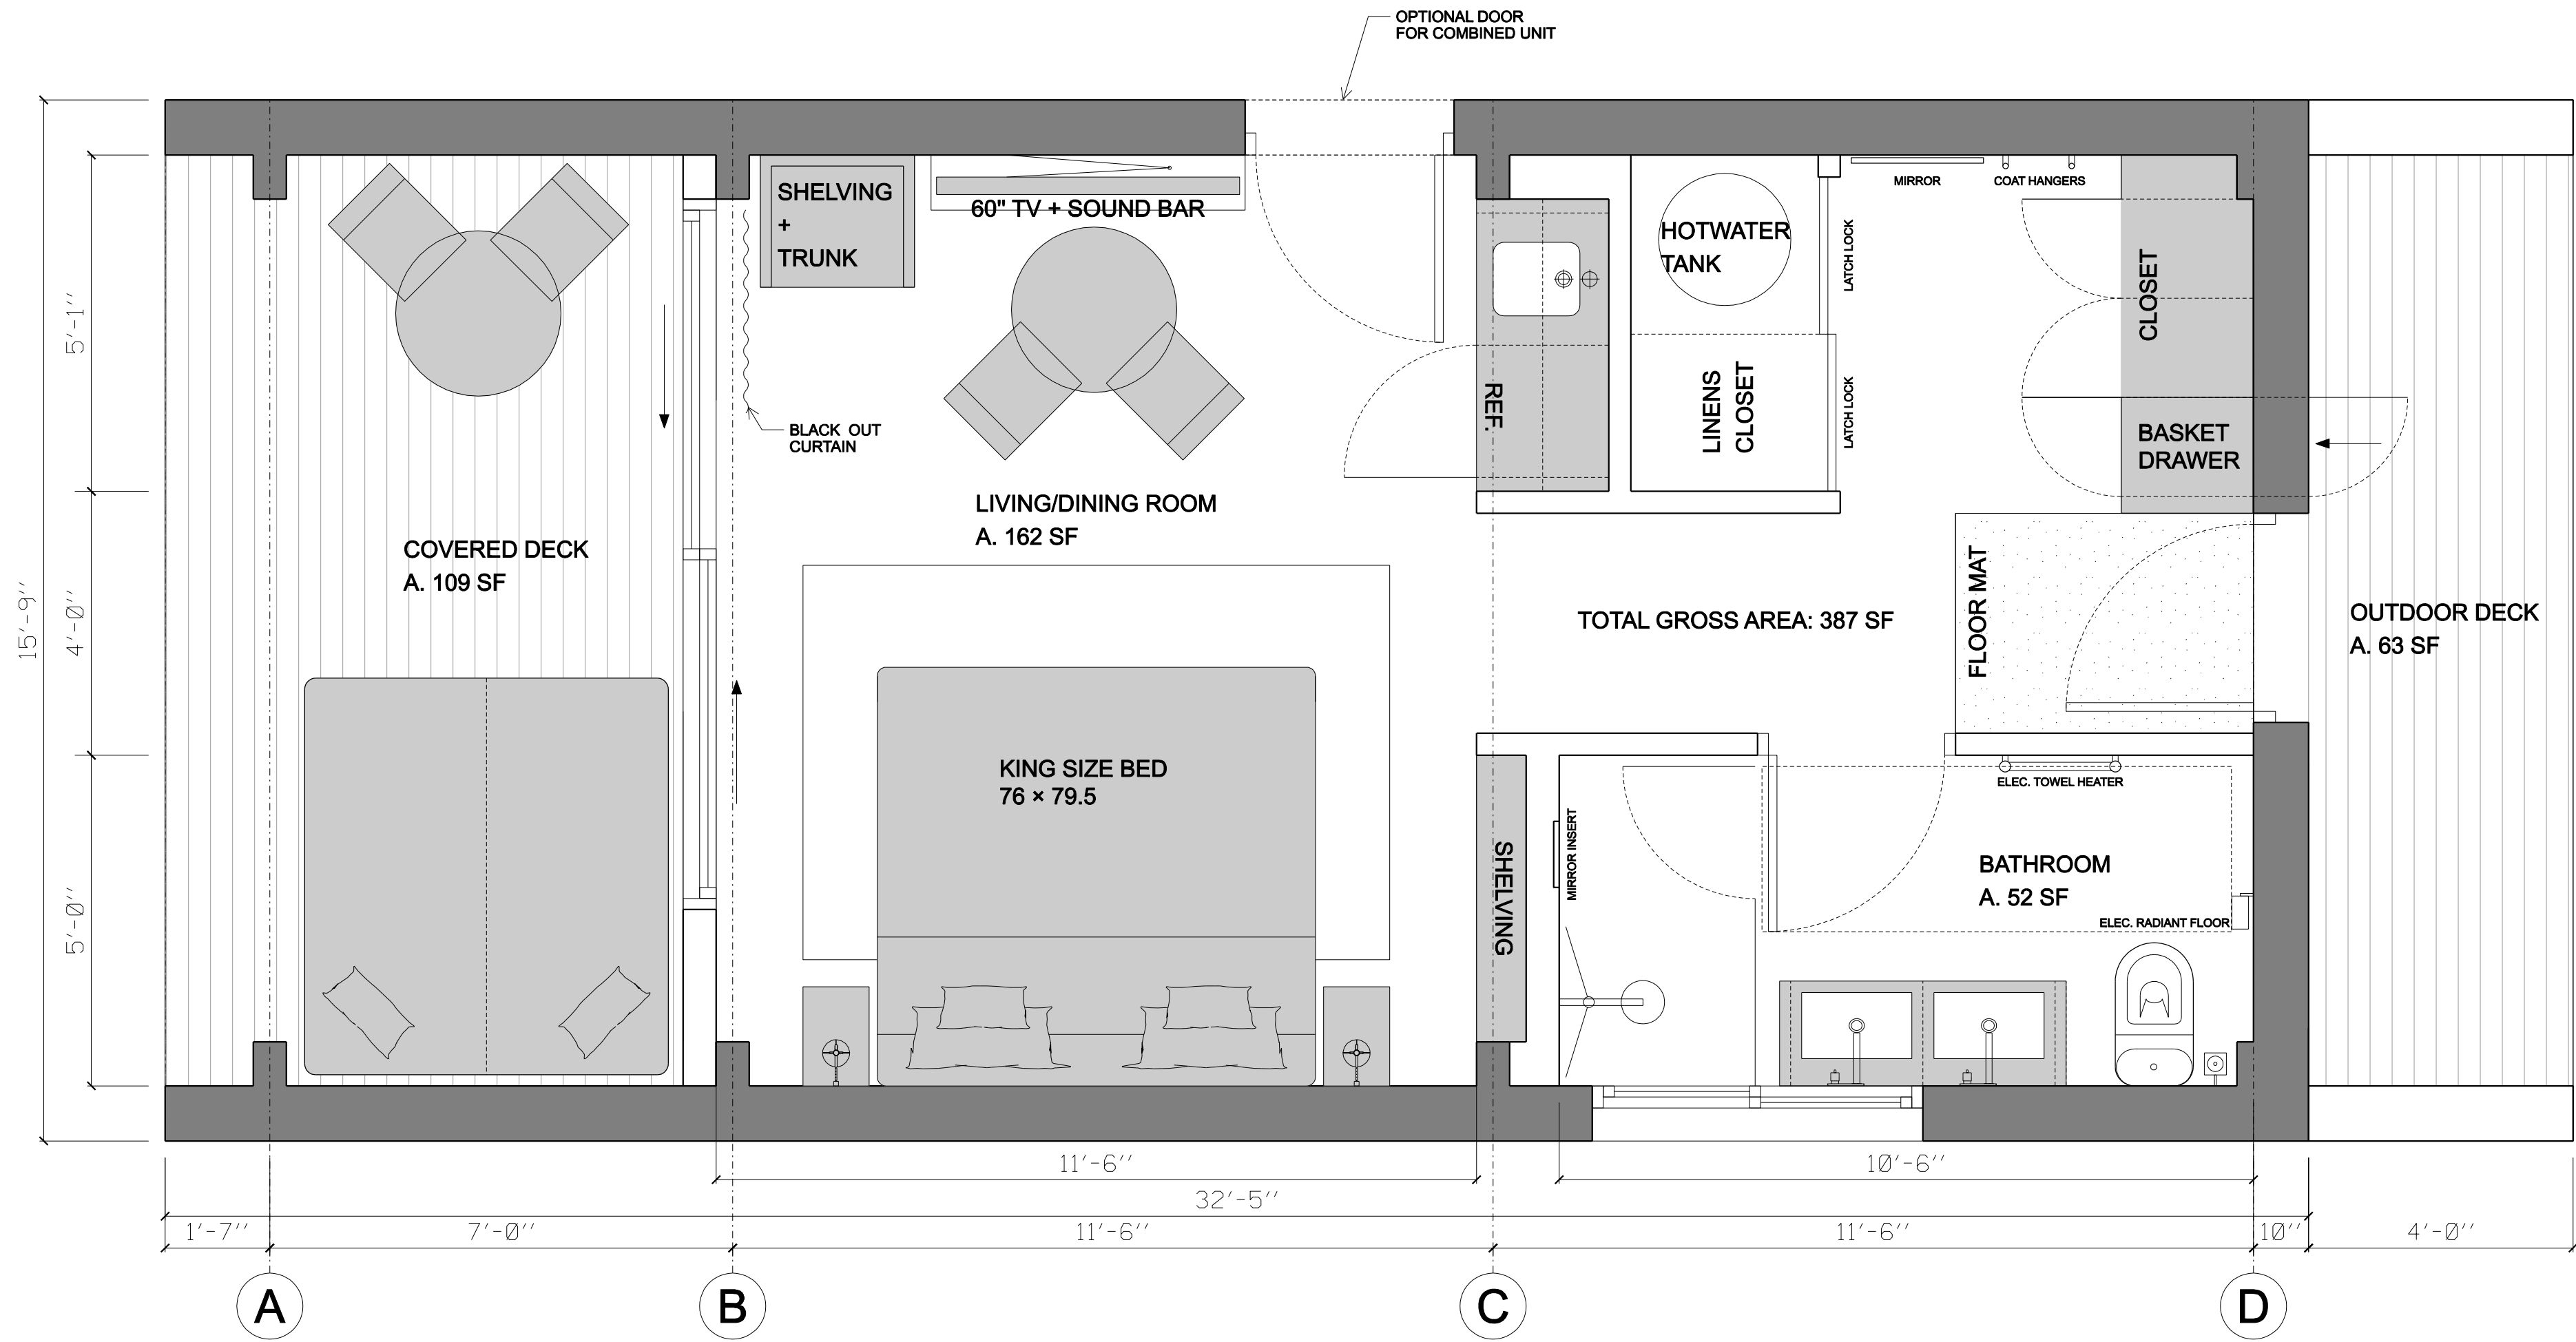 OPTIONAL DOOR
FOR COMBINED UNIT
SHELVING
+
TRUNK
60" TV + SOUND BAR
HOTWATER
TANK
LATCH LOCK
MIRROR
COAT HANGERS
CLOSET
BLACK OUT
CURTAIN
REF.
LINENS
CLOSET
LATCH LOCK
BASKET
DRAWER
COVERED DECK
A. 109 SF
LIVING/DINING ROOM
A. 162 SF
TOTAL GROSS AREA: 387 SF
FLOOR MAT
OUTDOOR DECK
A. 63 SF
KING SIZE BED
76 × 79.5
SHELVING
MIRROR INSERT
ELEC. TOWEL HEATER
BATHROOM
A. 52 SF
ELEC. RADIANT FLOOR
15'-9''
5'-1''
4'-0''
5'-0''
11'-6''
10'-6''
32'-5''
1'-7''
7'-0''
11'-6''
11'-6''
10''
4'-0''
A
B
C
D